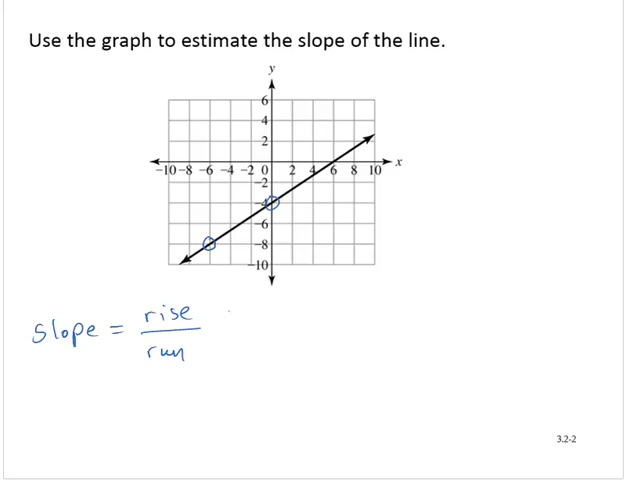 Use the graph to estimate the slope of the line.
y
6
4
2
-10 -8 -6 -4 -2 0 2 4 6 8 10 x
-2
-4
-6
-8
-10
slope = rise
run
3.2-2